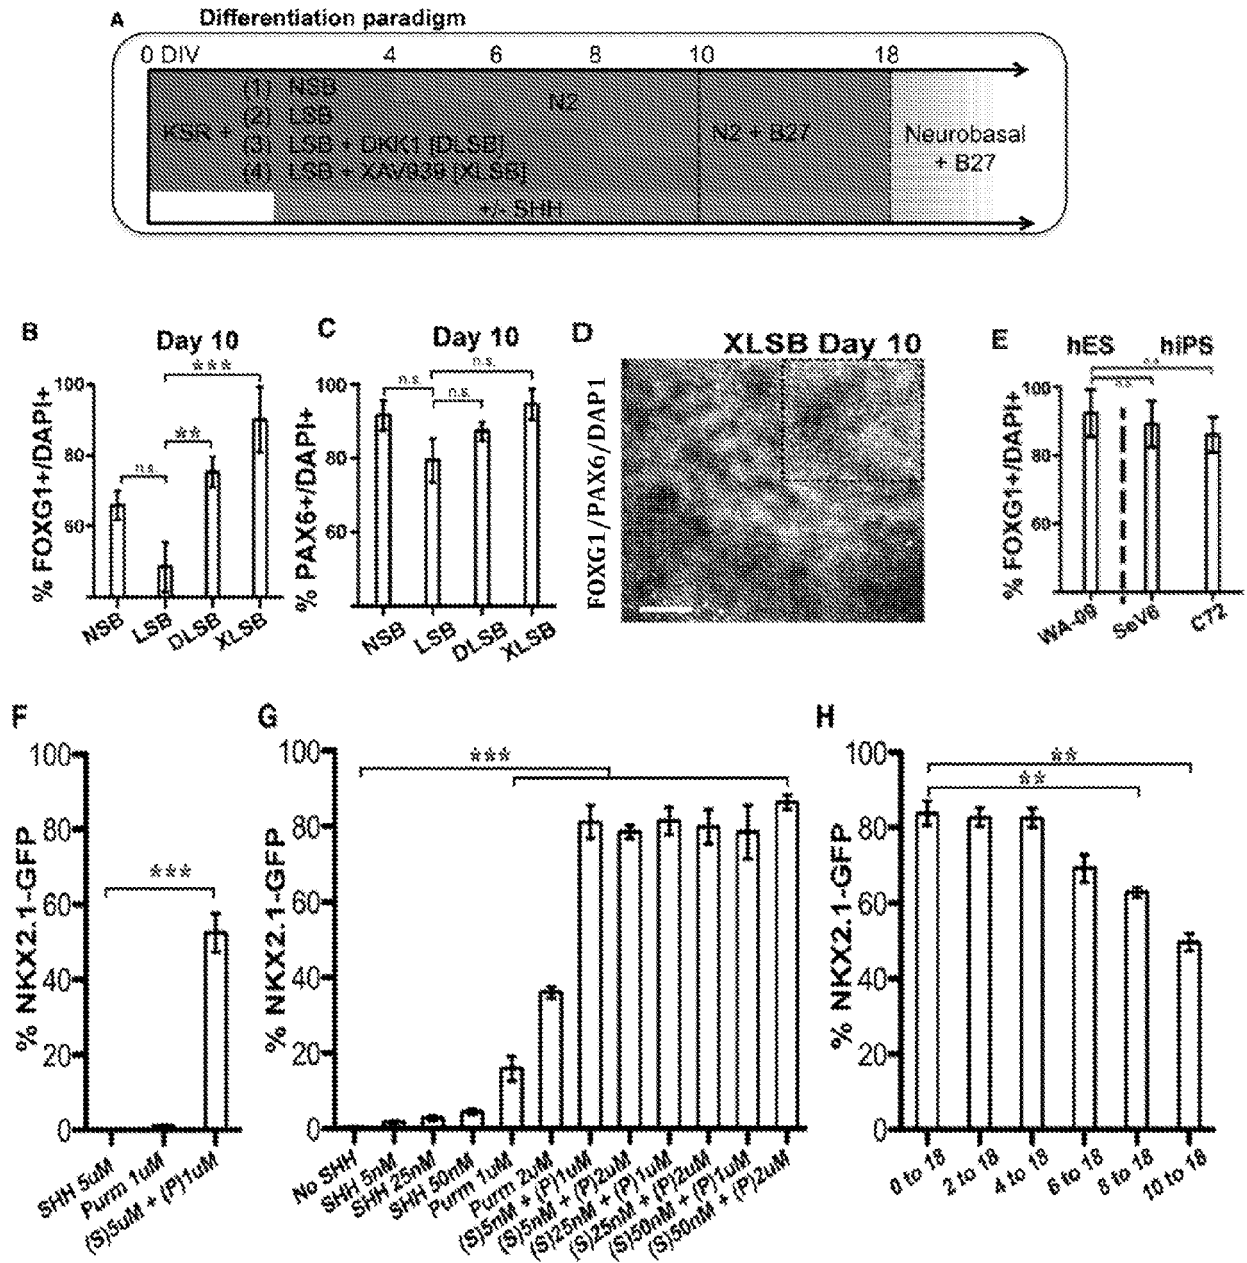 A Differentiation paradigm
0 DIV 4 6 8 10 18
(1) NSB
N2
(2) LSB
KSR + (3) LSB + DKK1 [DLSB]
N2 + B27
Neurobasal
+ B27
(4) LSB + XAV939 [XLSB]
+/- SHH
B
Day 10
***
**
n.s.
% FOXG1+/DAPI+
100
80
60
NSB LSB DLSB XLSB
C
Day 10
n.s.
n.s.
n.s.
% PAX6+/DAPI+
100
80
60
NSB LSB DLSB XLSB
D
XLSB Day 10
FOXG1/PAX6/DAP1
E
hES hiPS
n.s.
n.s.
% FOXG1+/DAPI+
100
80
60
WA-09 SeV6 C72
F
***
% NKX2.1-GFP
100
80
60
40
20
0
SHH 5uM
Purm 1uM
(S)5uM + (P)1uM
G
***
% NKX2.1-GFP
100
80
60
40
20
0
No SHH
SHH 5nM
SHH 25nM
SHH 50nM
Purm 1uM
Purm 2uM
(S)5nM + (P)1uM
(S)5nM + (P)2uM
(S)25nM + (P)1uM
(S)25nM + (P)2uM
(S)50nM + (P)1uM
(S)50nM + (P)2uM
H
**
**
% NKX2.1-GFP
100
80
60
40
20
0
0 to 18
2 to 18
4 to 18
6 to 18
8 to 18
10 to 18